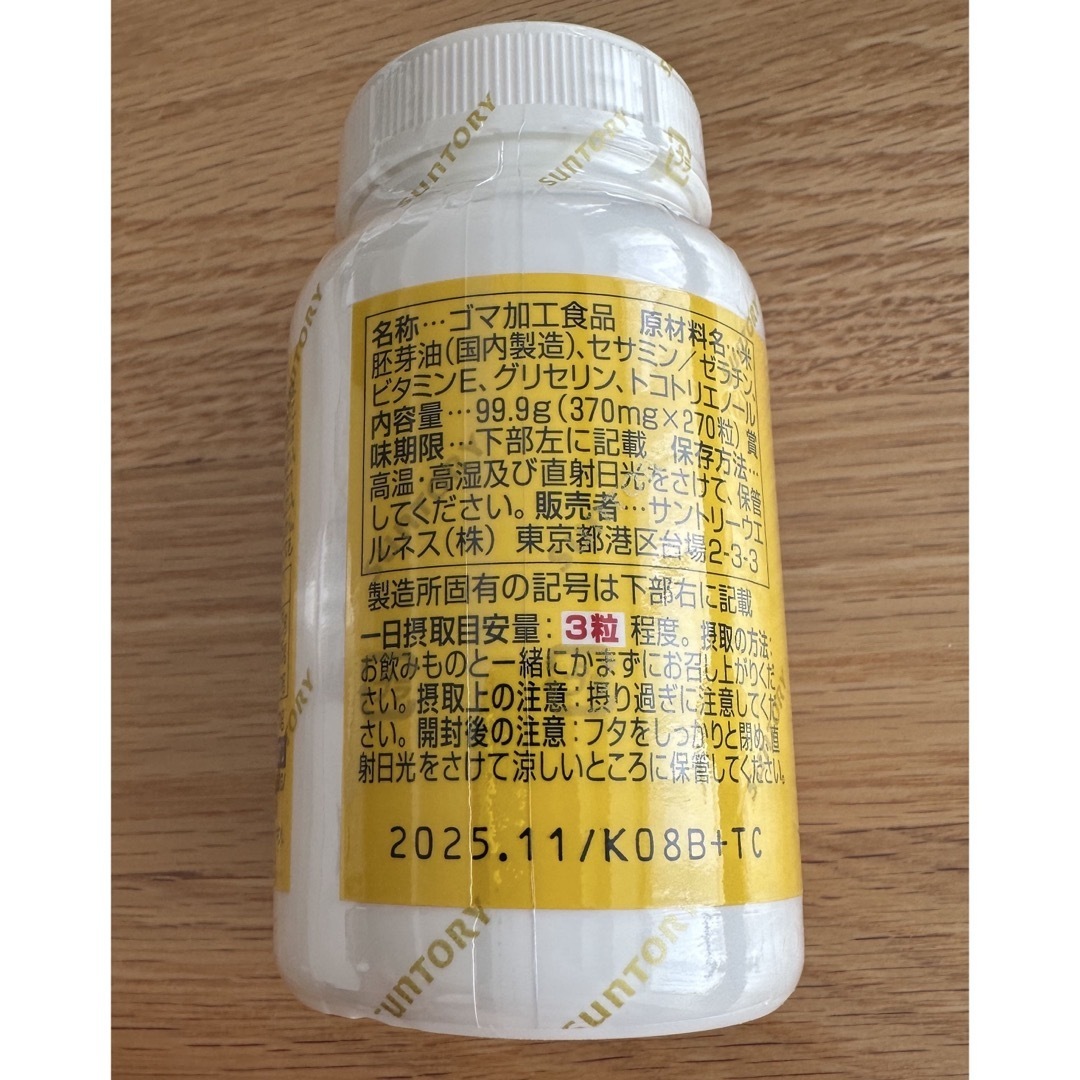 SUNTORY
SUNTORY
名称…ゴマ加工食品 原材料名…米
胚芽油(国内製造)、セサミン/ゼラチン、
ビタミンE、グリセリン、トコトリエノール
内容量…99.9g(370mg×270粒) 賞
味期限…下部左に記載 保存方法…
高温・高湿及び直射日光をさけて、保管
してください。販売者…サントリーウエ
ルネス(株) 東京都港区台場2-3-3
製造所固有の記号は下部右に記載
一日摂取目安量:3粒程度。摂取の方法:
お飲みものと一緒にかまずにお召し上がりくだ
さい。摂取上の注意:摂り過ぎに注意してくだ
さい。開封後の注意:フタをしっかりと閉め、直
射日光をさけて涼しいところに保管してください。
2025.11/K08B+TC
SUNTORY
SUNTORY